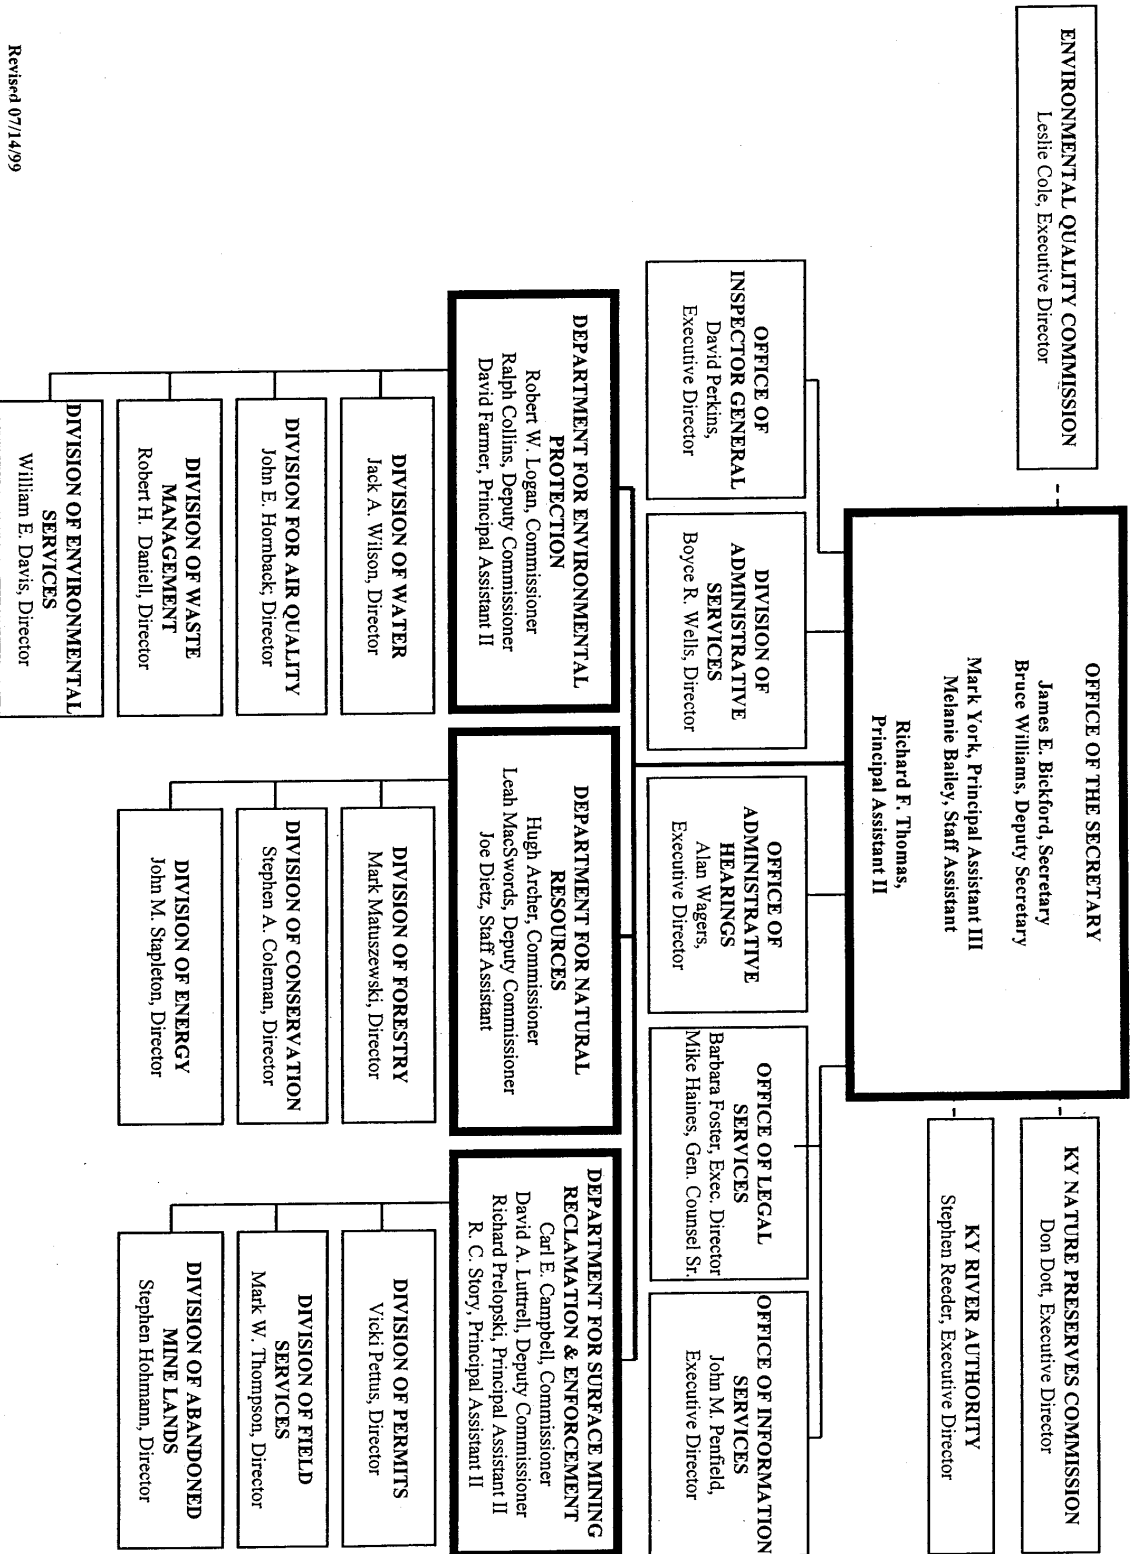 ENVIRONMENTAL QUALITY COMMISSION
Leslie Cole, Executive Director
OFFICE OF THE SECRETARY
James E. Bickford, Secretary
Bruce Williams, Deputy Secretary
Mark York, Principal Assistant III
Melanie Bailey, Staff Assistant
Richard F. Thomas,
Principal Assistant II
KY NATURE PRESERVES COMMISSION
Don Dott, Executive Director
KY RIVER AUTHORITY
Stephen Reeder, Executive Director
OFFICE OF
INSPECTOR GENERAL
David Perkins,
Executive Director
DIVISION OF
ADMINISTRATIVE
SERVICES
Boyce R. Wells, Director
OFFICE OF
ADMINISTRATIVE
HEARINGS
Alan Wagers,
Executive Director
OFFICE OF LEGAL
SERVICES
Barbara Foster, Exec. Director
Mike Haines, Gen. Counsel Sr.
OFFICE OF INFORMATION
SERVICES
John M. Penfield,
Executive Director
DEPARTMENT FOR ENVIRONMENTAL
PROTECTION
Robert W. Logan, Commissioner
Ralph Collins, Deputy Commissioner
David Farmer, Principal Assistant II
DIVISION OF WATER
Jack A. Wilson, Director
DIVISION FOR AIR QUALITY
John E. Hornback, Director
DIVISION OF WASTE
MANAGEMENT
Robert H. Daniell, Director
DIVISION OF ENVIRONMENTAL
SERVICES
William E. Davis, Director
DEPARTMENT FOR NATURAL
RESOURCES
Hugh Archer, Commissioner
Leah MacSwords, Deputy Commissioner
Joe Dietz, Staff Assistant
DIVISION OF FORESTRY
Mark Matuszewski, Director
DIVISION OF CONSERVATION
Stephen A. Coleman, Director
DIVISION OF ENERGY
John M. Stapleton, Director
DEPARTMENT FOR SURFACE MINING
RECLAMATION & ENFORCEMENT
Carl E. Campbell, Commissioner
David A. Luttrell, Deputy Commissioner
Richard Prelopski, Principal Assistant II
R. C. Story, Principal Assistant II
DIVISION OF PERMITS
Vicki Pettus, Director
DIVISION OF FIELD
SERVICES
Mark W. Thompson, Director
DIVISION OF ABANDONED
MINE LANDS
Stephen Hohmann, Director
Revised 07/14/99